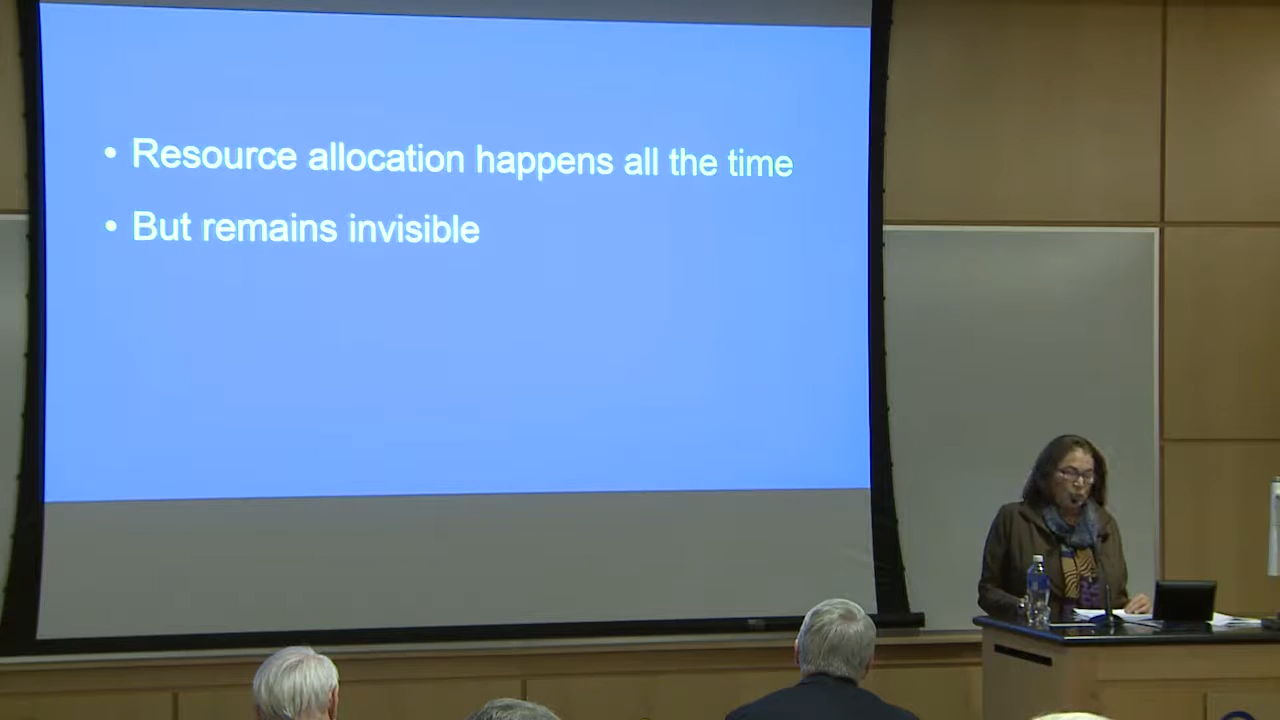 • Resource allocation happens all the time
• But remains invisible